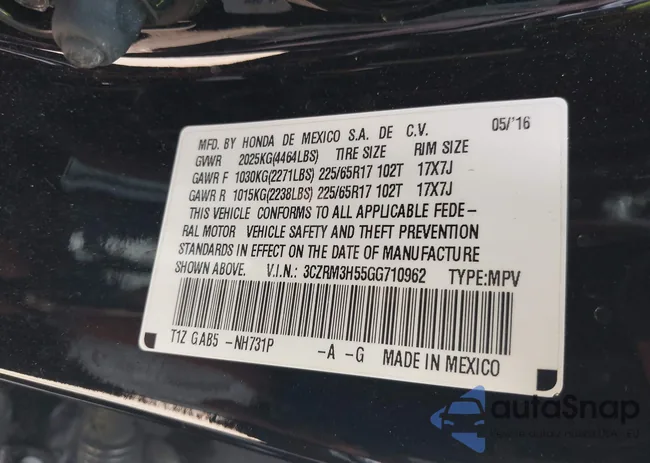 MFD. BY HONDA DE MEXICO S.A. DE C.V. 05/'16
GVWR 2025KG(4464LBS) TIRE SIZE RIM SIZE
GAWR F 1030KG(2271LBS) 225/65R17 102T 17X7J
GAWR R 1015KG(2238LBS) 225/65R17 102T 17X7J
THIS VEHICLE CONFORMS TO ALL APPLICABLE FEDE-
RAL MOTOR VEHICLE SAFETY AND THEFT PREVENTION
STANDARDS IN EFFECT ON THE DATE OF MANUFACTURE
SHOWN ABOVE. V.I.N.: 3CZRM3H55GG710962 TYPE:MPV
T1Z GAB5 -NH731P -A -G MADE IN MEXICO
autoSnap